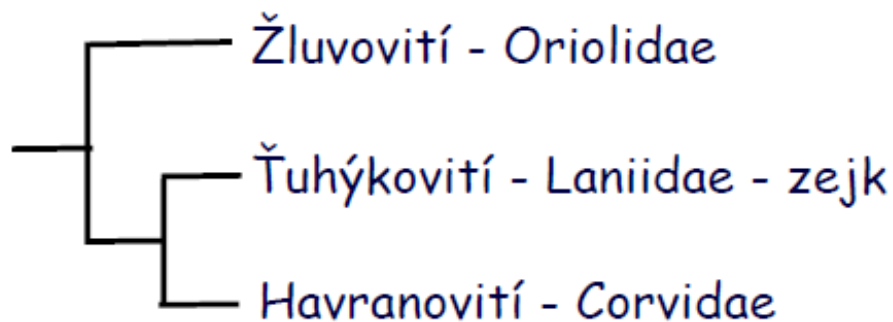 Žluvovití - Oriolidae
Ťuhýkovití - Laniidae - zejk
Havranovití - Corvidae